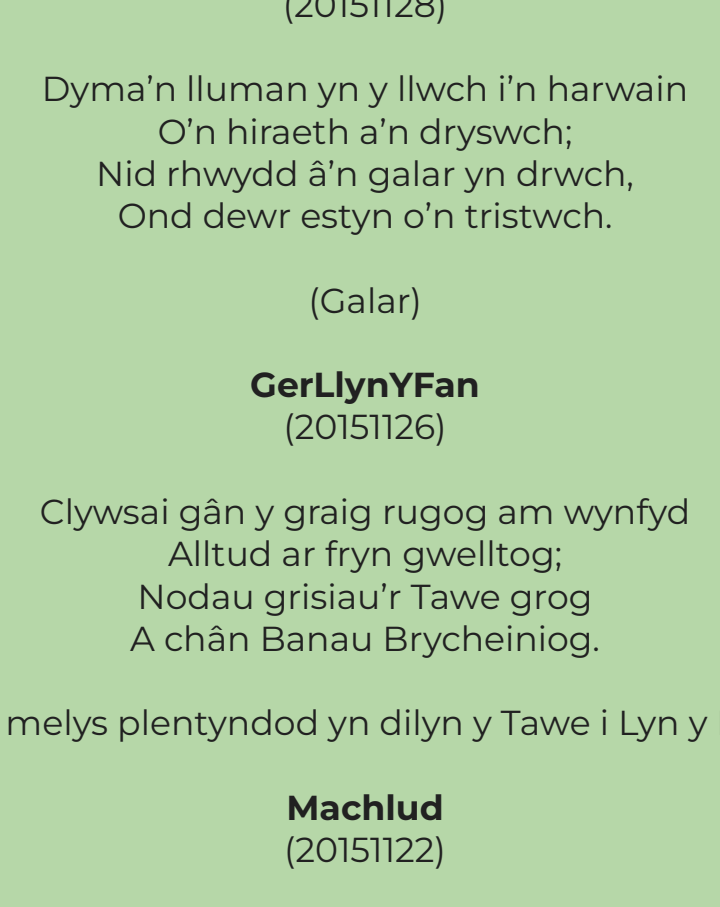 (20151128)
Dyma’n lluman yn y llwch i’n harwain
O’n hiraeth a’n dryswch;
Nid rhwydd â’n galar yn drwch,
Ond dewr estyn o’n tristwch.
(Galar)
GerLlynYFan
(20151126)
Clywsai gân y graig rugog am wynfyd
Alltud ar fryn gwelltog;
Nodau grisiau’r Tawe grog
A chân Banau Brycheiniog.
melys plentyndod yn dilyn y Tawe i Lyn y
Machlud
(20151122)